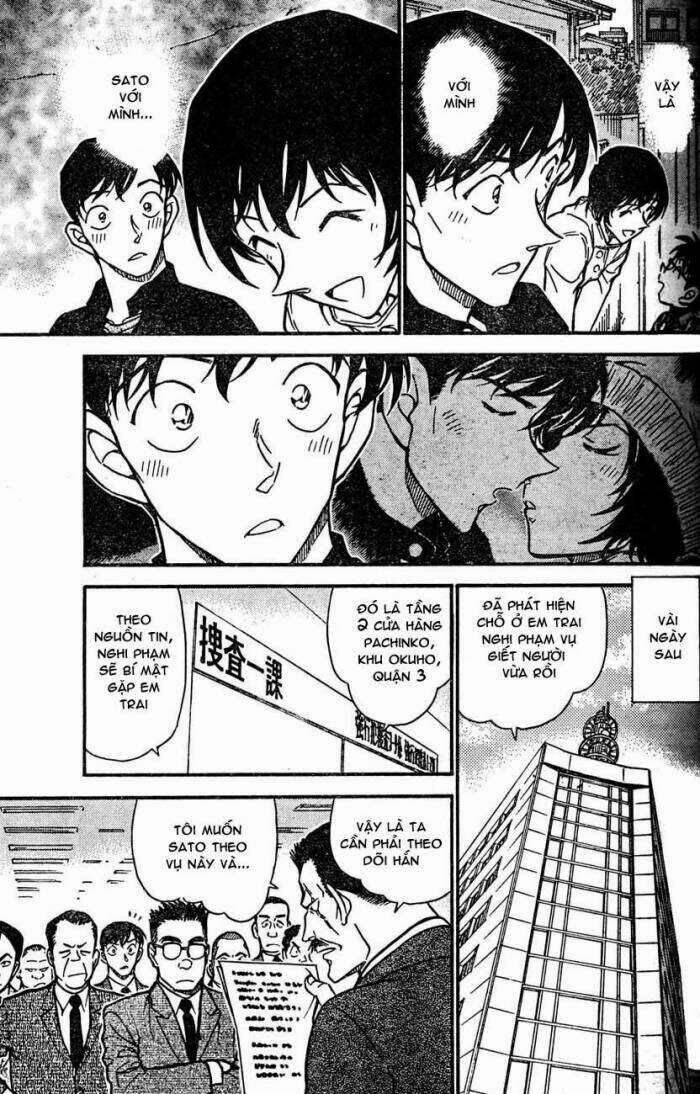 VẬY
LÀ
VỚI
MÌNH
SATO
VỚI
MÌNH...
VÀI
NGÀY
SAU
ĐÃ PHÁT HIỆN
CHỖ Ở EM TRAI
NGHI PHẠM VỤ
GIẾT NGƯỜI
VỪA RỒI
ĐÓ LÀ TẦNG
2 CỬA HÀNG
PACHINKO,
KHU OKUHO,
QUẬN 3
THEO
NGUỒN TIN,
NGHI PHẠM
SẼ BÍ MẬT
GẶP EM
TRAI
捜査一課
VẬY LÀ TA
CẦN PHẢI THEO
DÕI HẮN
TÔI MUỐN
SATO THEO
VỤ NÀY VÀ...